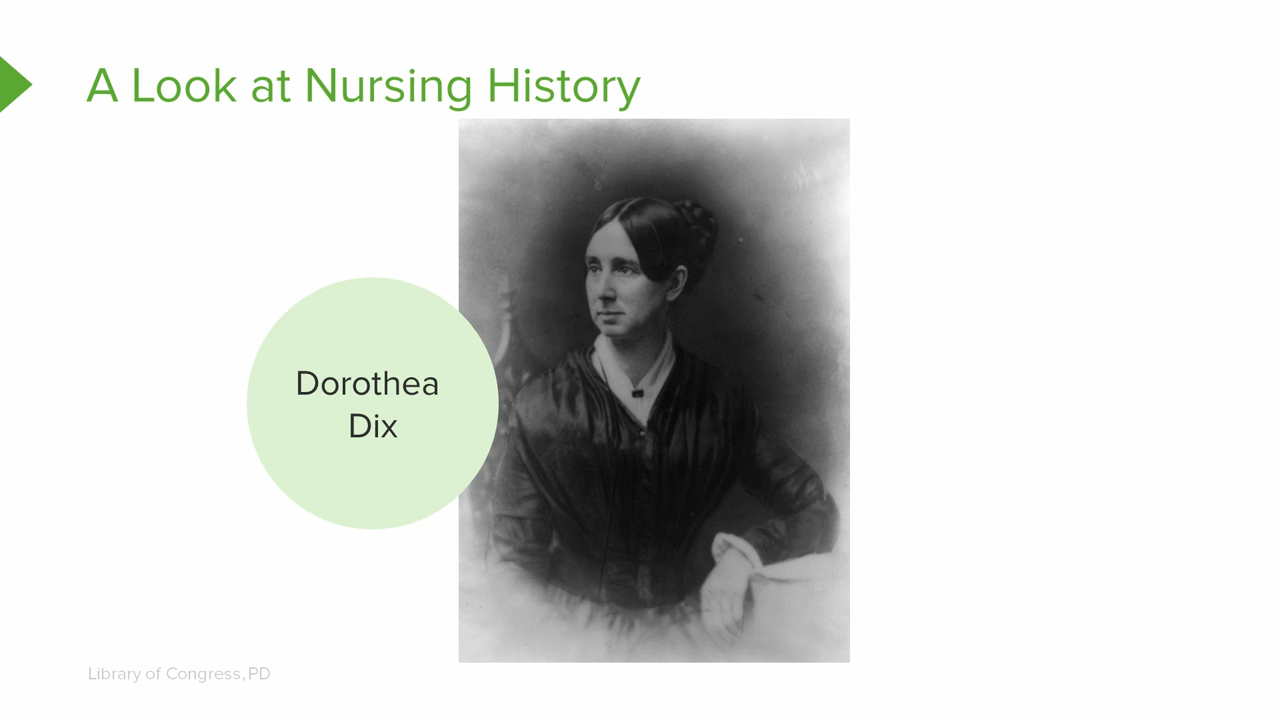 A Look at Nursing History
Dorothea
Dix
Library of Congress, PD